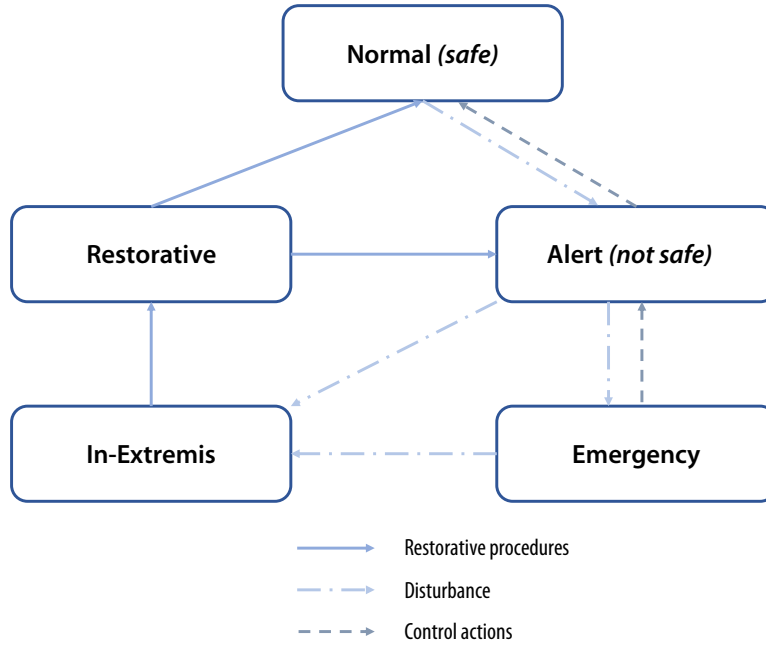 Normal (safe)
Restorative
Alert (not safe)
In-Extremis
Emergency
Restorative procedures
Disturbance
Control actions